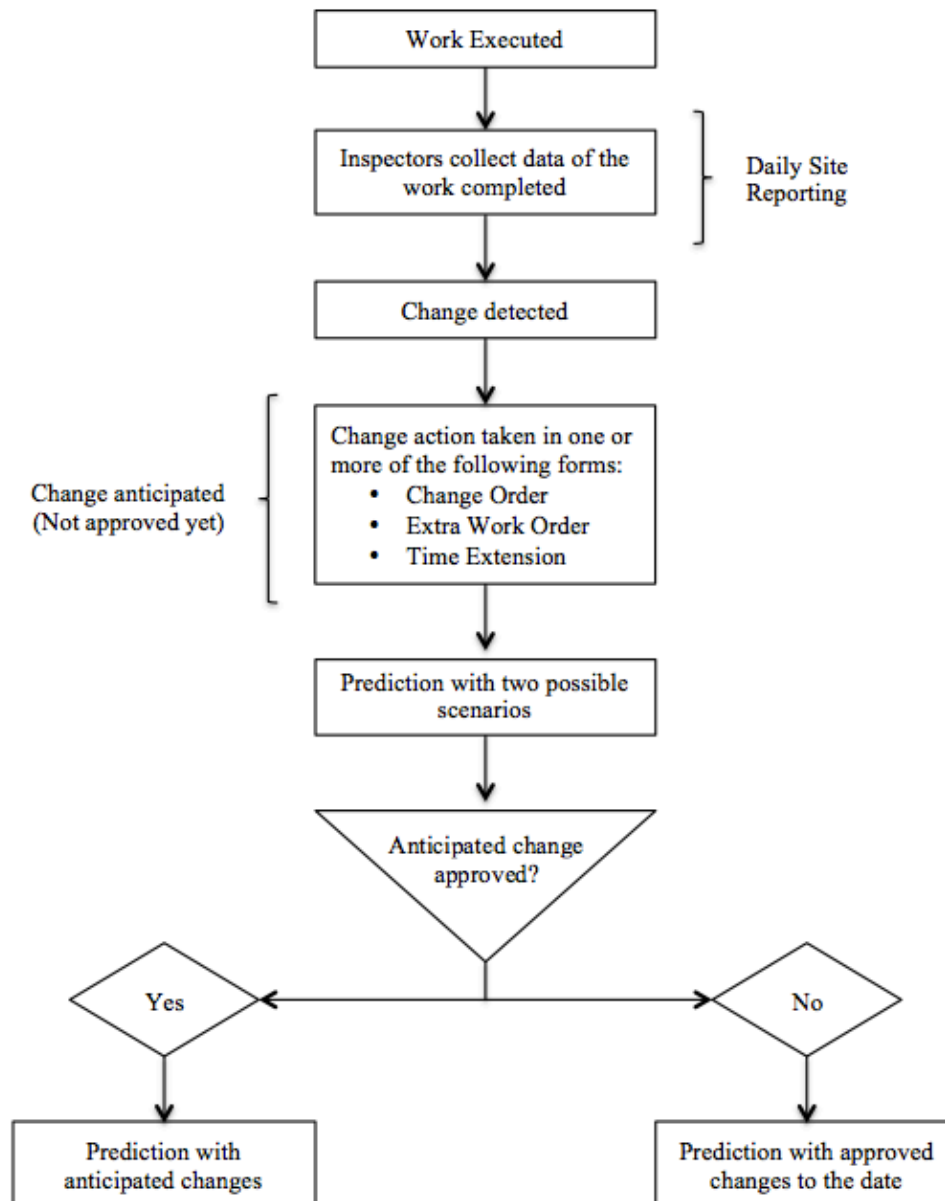 Work Executed
Inspectors collect data of the
work completed
Daily Site
Reporting
Change detected
Change action taken in one or
more of the following forms:
• Change Order
• Extra Work Order
• Time Extension
Change anticipated
(Not approved yet)
Prediction with two possible
scenarios
Anticipated change
approved?
Yes
No
Prediction with
anticipated changes
Prediction with approved
changes to the date